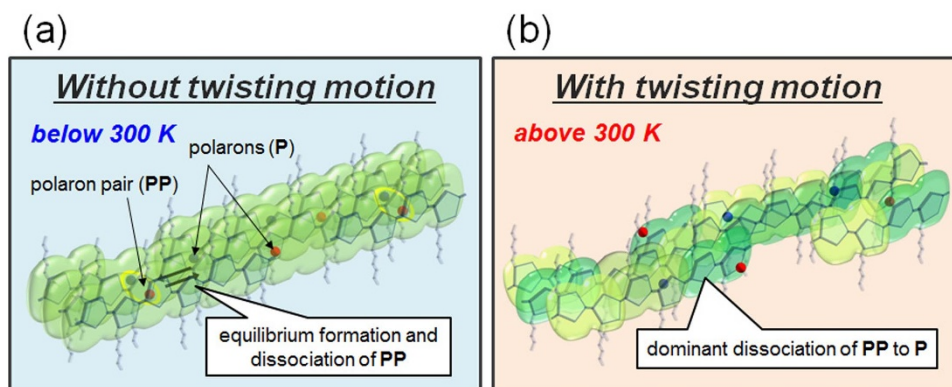 (a)
Without twisting motion
below 300 K
polarons (P)
polaron pair (PP)
equilibrium formation and
dissociation of PP
(b)
With twisting motion
above 300 K
dominant dissociation of PP to P